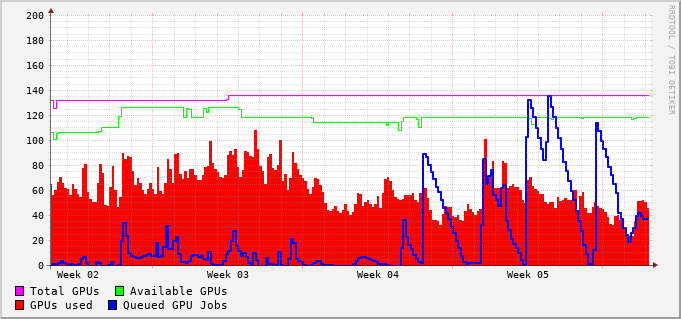 200
180
160
140
120
100
80
60
40
20
0
Week 02 Week 03 Week 04 Week 05
RRDTOOL / TOBI OETIKER
Total GPUs Available GPUs
GPUs used Queued GPU Jobs